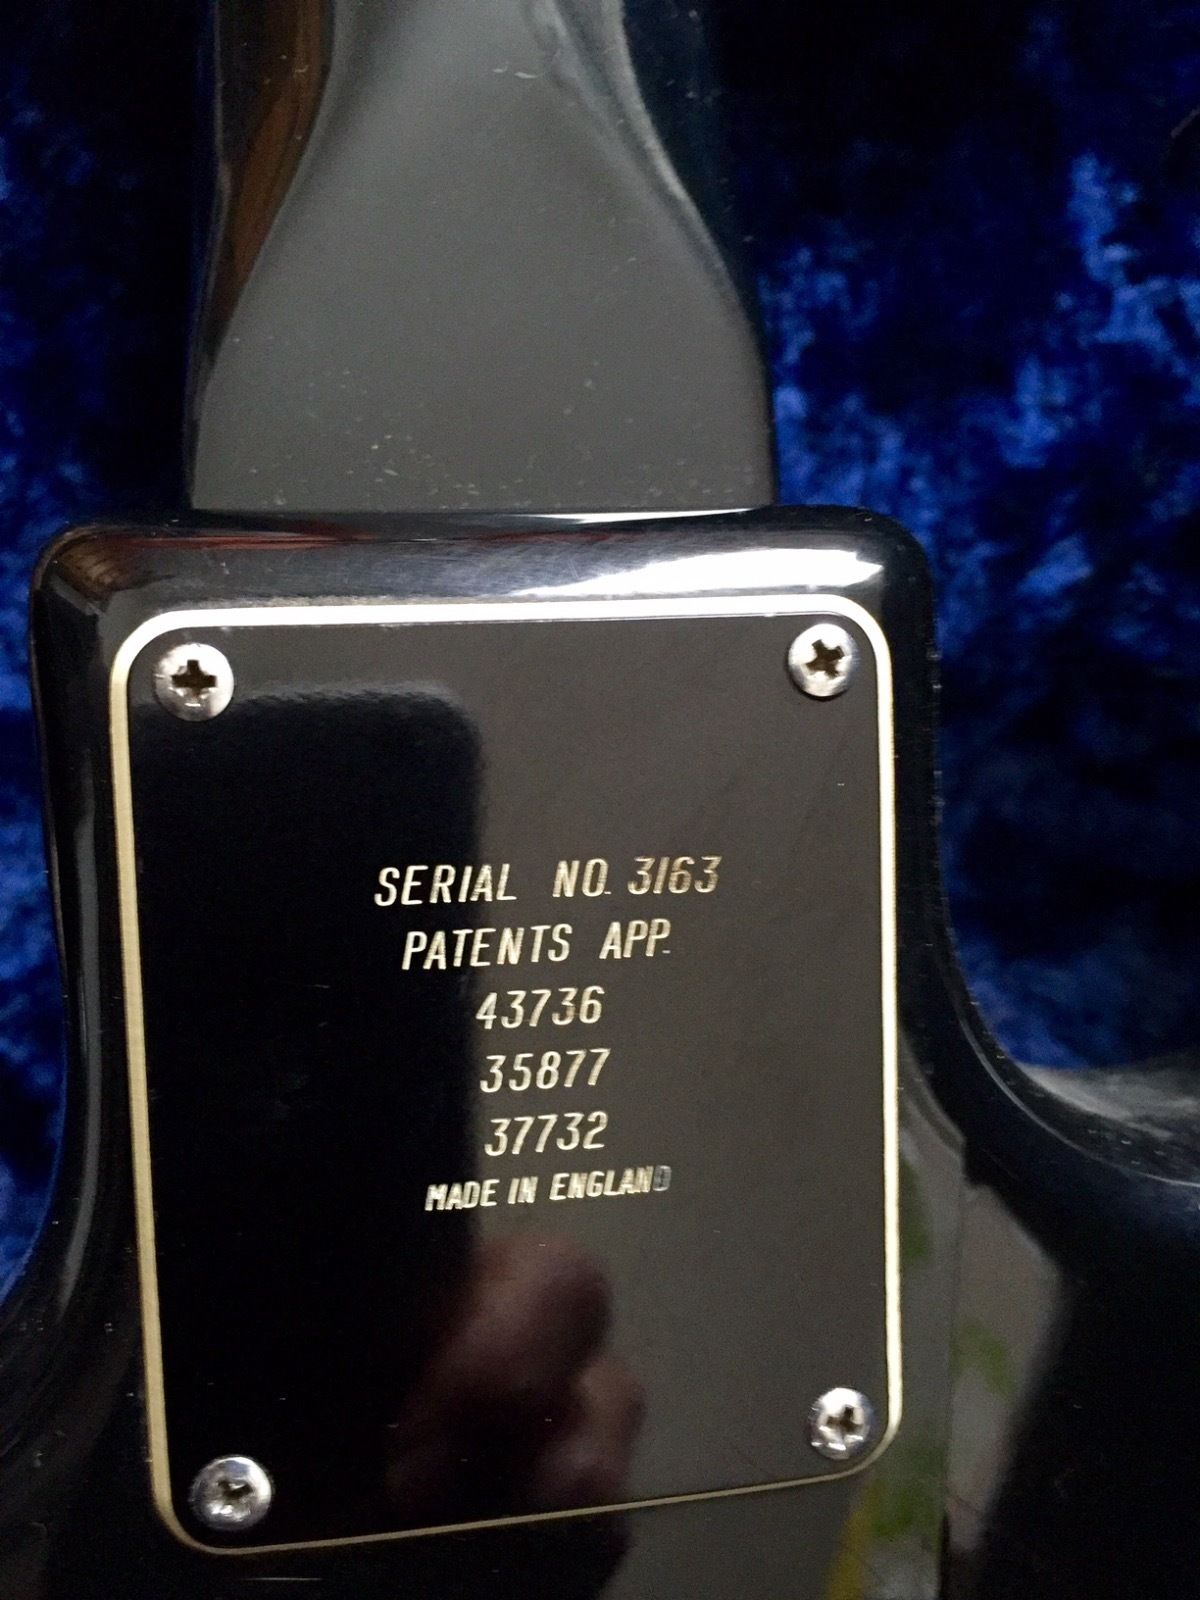 SERIAL NO. 3163
PATENTS APP.
43736
35877
37732
MADE IN ENGLAND